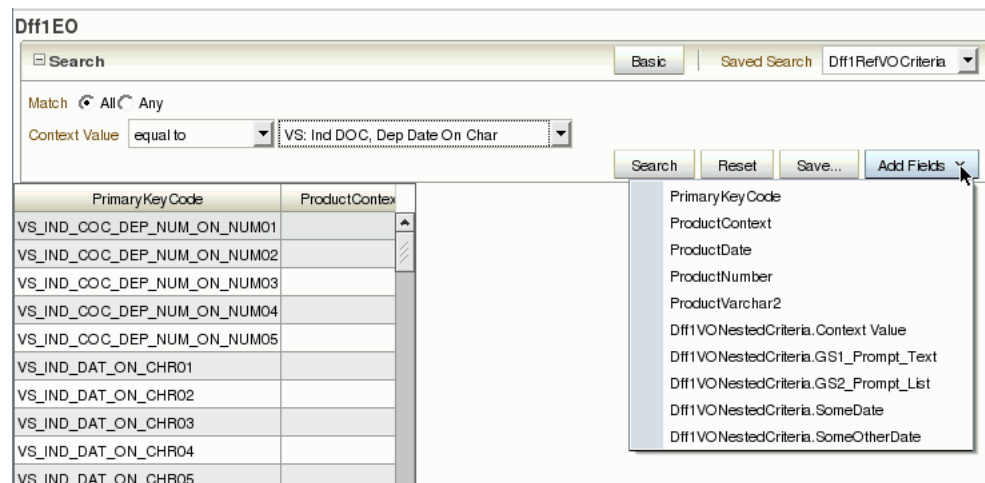 Dff1EO
Search
Basic
Saved Search
Dff1RefVOCriteria
Match All Any
Context Value equal to VS: Ind DOC, Dep Date On Char
Search Reset Save... Add Fields
PrimaryKeyCode ProductContex
VS_IND_COC_DEP_NUM_ON_NUM01
VS_IND_COC_DEP_NUM_ON_NUM02
VS_IND_COC_DEP_NUM_ON_NUM03
VS_IND_COC_DEP_NUM_ON_NUM04
VS_IND_COC_DEP_NUM_ON_NUM05
VS_IND_DAT_ON_CHR01
VS_IND_DAT_ON_CHR02
VS_IND_DAT_ON_CHR03
VS_IND_DAT_ON_CHR04
VS_IND_DAT_ON_CHR05
PrimaryKeyCode
ProductContext
ProductDate
ProductNumber
ProductVarchar2
Dff1VONestedCriteria.Context Value
Dff1VONestedCriteria.GS1_Prompt_Text
Dff1VONestedCriteria.GS2_Prompt_List
Dff1VONestedCriteria.SomeDate
Dff1VONestedCriteria.SomeOtherDate